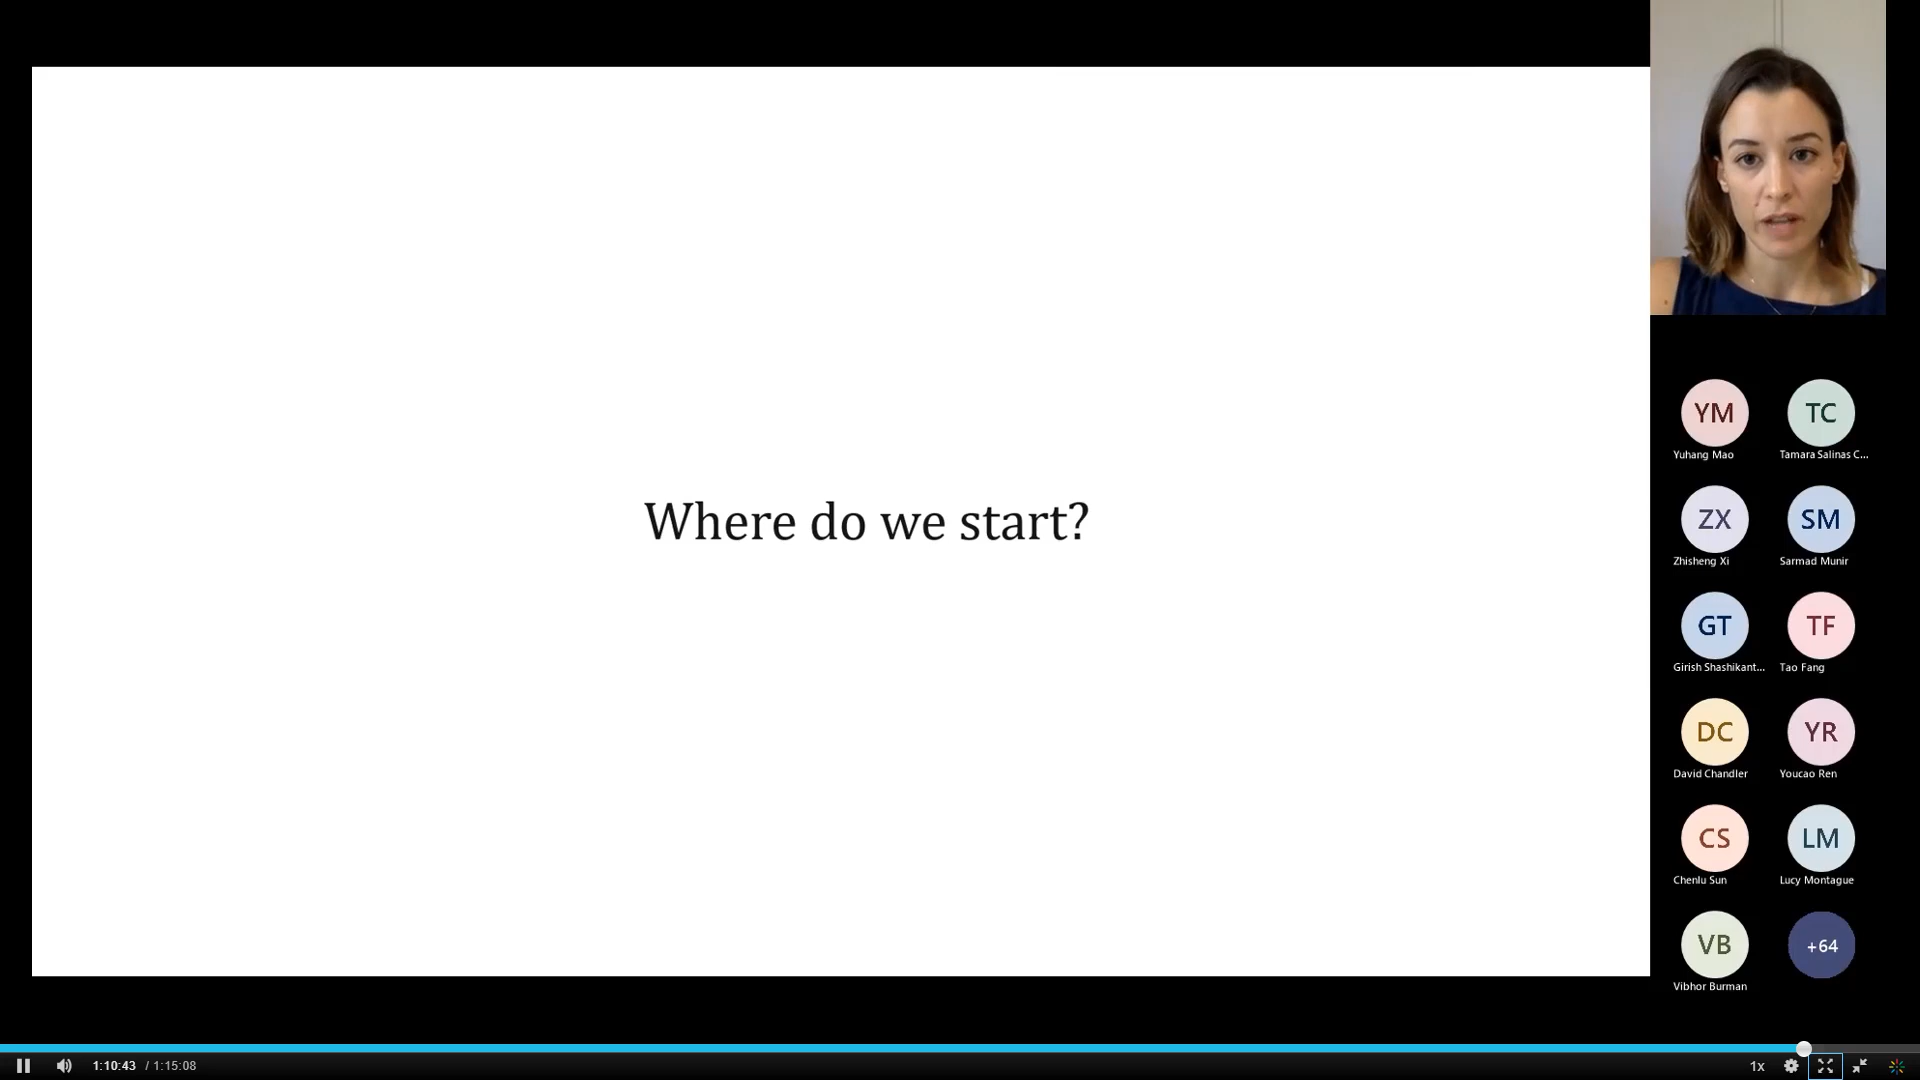 Where do we start?
YM
TC
Yuhang Mao
Tamara Salinas C...
ZX
SM
Zhisheng Xi
Sarmad Munir
GT
TF
Girish Shashikant...
Tao Fang
DC
YR
David Chandler
Youcao Ren
CS
LM
Chenlu Sun
Lucy Montague
VB
+64
Vibhor Burman
1:10:43 / 1:15:08
1x